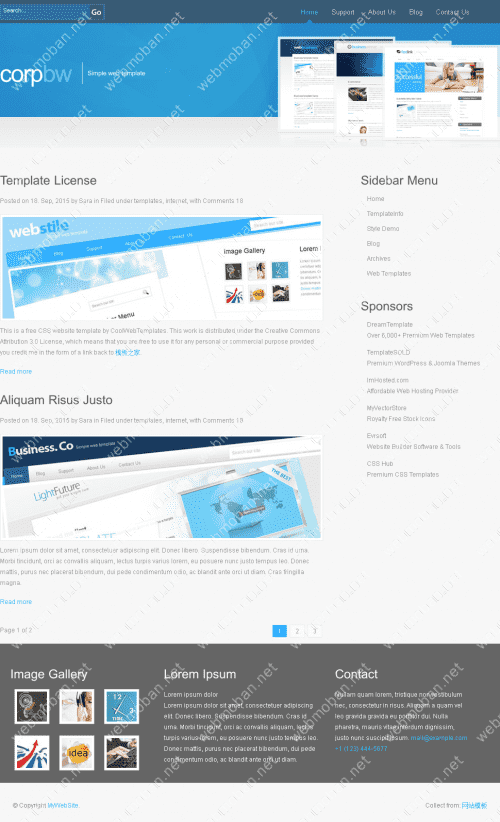 Search...
Go
Home
Support
About Us
Blog
Contact Us
corpbw
Simple web template
Template License
Posted on 18. Sep, 2015 by Sara in Filed under templates, internet, with Comments 18
webstile
This is a free CSS website template by CoolWebTemplates. This work is distributed under the Creative Commons
Attribution 3.0 License, which means that you are free to use it for any personal or commercial purpose provided
you credit me in the form of a link back to 模板之家
Read more
Aliquam Risus Justo
Posted on 18. Sep, 2015 by Sara in Filed under templates, internet, with Comments 18
Business.Co
Simple web template
Home
Blog
Support
About Us
Contact Us
LightFuture
THE BEST
Lorem ipsum dolor sit amet, consectetuer adipiscing elit. Donec libero. Suspendisse bibendum. Cras id urna.
Morbi tincidunt, orci ac convallis aliquam, lectus turpis varius lorem, eu posuere nunc justo tempus leo. Donec
mattis, purus nec placerat bibendum, dui pede condimentum odio, ac blandit ante orci ut diam. Cras fringilla
magna.
Read more
Page 1 of 2
1
2
3
Sidebar Menu
Home
TemplateInfo
Style Demo
Blog
Archives
Web Templates
Sponsors
DreamTemplate
Over 6,000+ Premium Web Templates
TemplateSOLD
Premium WordPress & Joomla Themes
ImHosted.com
Affordable Web Hosting Provider
MyVectorStore
Royalty Free Stock Icons
Evrsoft
Website Builder Software & Tools
CSS Hub
Premium CSS Templates
Image Gallery
idea
Lorem Ipsum
Lorem ipsum dolor
Lorem ipsum dolor sit amet, consectetuer adipiscing
elit. Donec libero. Suspendisse bibendum. Cras id
urna. Morbi tincidunt, orci ac convallis aliquam, lectus
turpis varius lorem, eu posuere nunc justo tempus leo.
Donec mattis, purus nec placerat bibendum, dui pede
condimentum odio, ac blandit ante orci ut diam.
Contact
Nullam quam lorem, tristique non vestibulum
nec, consectetur in risus. Aliquam a quam vel
leo gravida gravida eu porttitor dui. Nulla
pharetra, mauris vitae interdum dignissim,
justo nunc suscipit ipsum. mail@example.com
+1 (123) 444-5677
© Copyright MyWebSite.
Collect from: 网站模板
webmoban.net